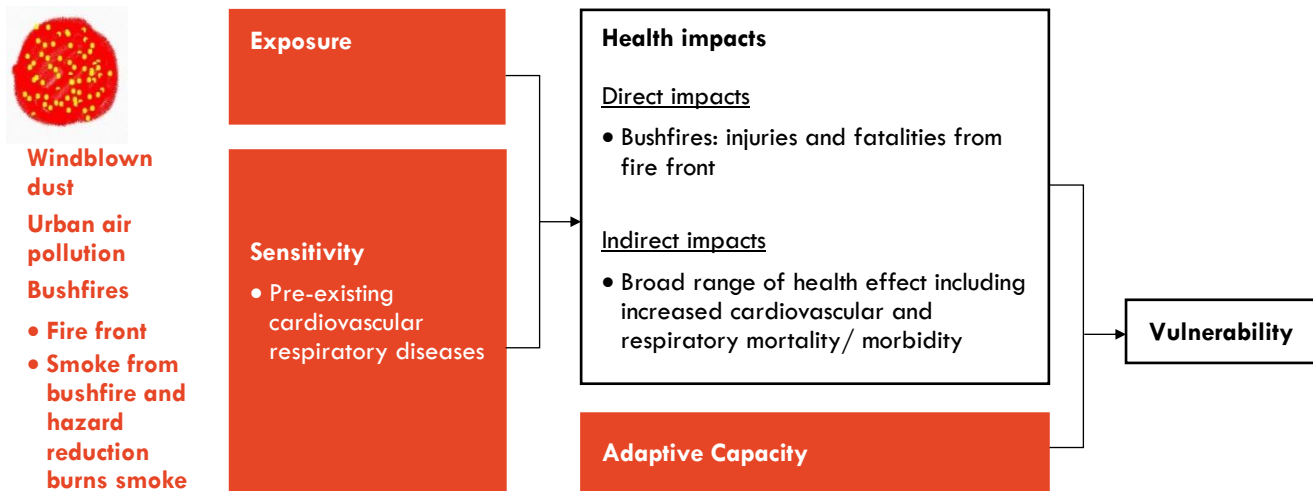 Windblown
dust
Urban air
pollution
Bushfires
• Fire front
• Smoke from
bushfire and
hazard
reduction
burns smoke
Exposure
Sensitivity
• Pre-existing
cardiovascular
respiratory diseases
Health impacts
Direct impacts
• Bushfires: injuries and fatalities from
fire front
Indirect impacts
• Broad range of health effect including
increased cardiovascular and
respiratory mortality/ morbidity
Adaptive Capacity
Vulnerability